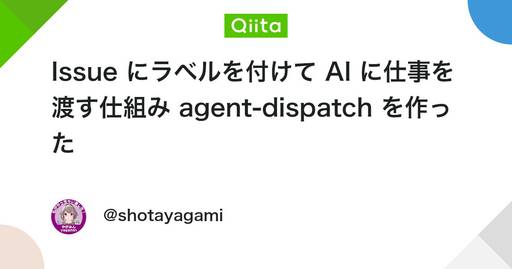 Qiita
Issue にラベルを付けて AI に仕事を
渡す仕組み agent-dispatch を作っ
た
@shotayagami